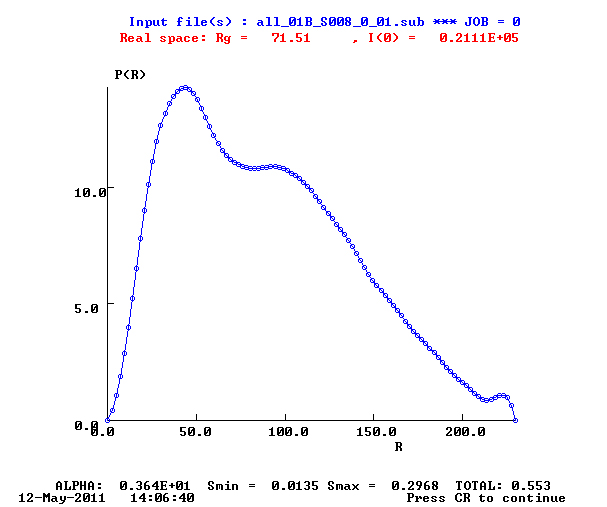 Input file(s) : all_01B_S008_0_01.sub *** JOB = 0
Real space: Rg = 71.51 , I(0) = 0.2111E+05
P(R)
10.0
5.0
0.0
0.0 50.0 100.0 150.0 200.0
R
ALPHA: 0.364E+01 Smin = 0.0135 Smax = 0.2968 TOTAL: 0.553
12-May-2011 14:06:40 Press CR to continue